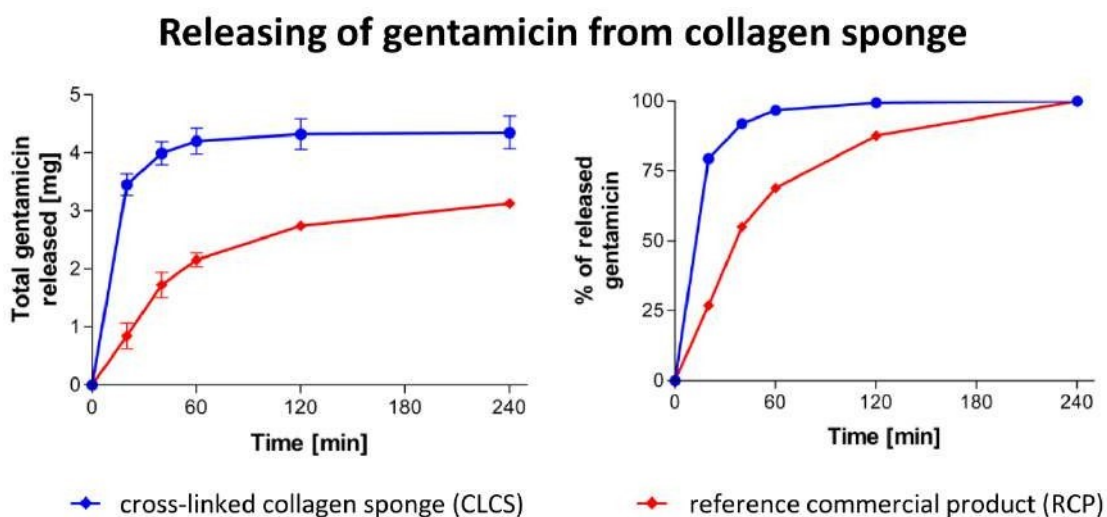 Releasing of gentamicin from collagen sponge
Total gentamicin
released [mg]
5
4
3
2
1
0
0
60
120
180
240
Time [min]
% of released
gentamicin
100
75
50
25
0
0
60
120
180
240
Time [min]
cross-linked collagen sponge (CLCS)
reference commercial product (RCP)